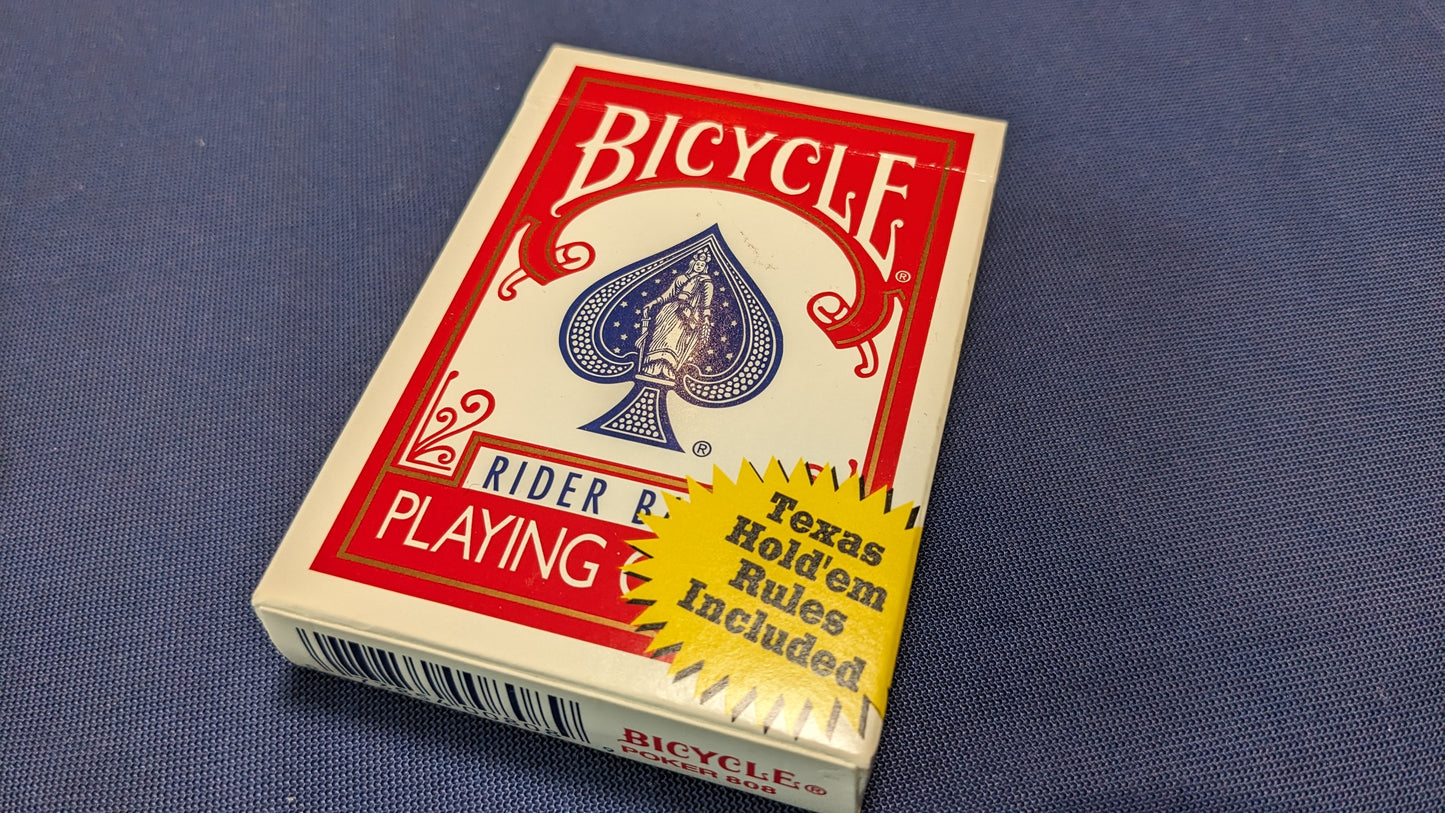 BICYCLE®
®
RIDER
PLAYING
Texas
Hold'em
Rules
Included
BICYCLE®
POKER 808